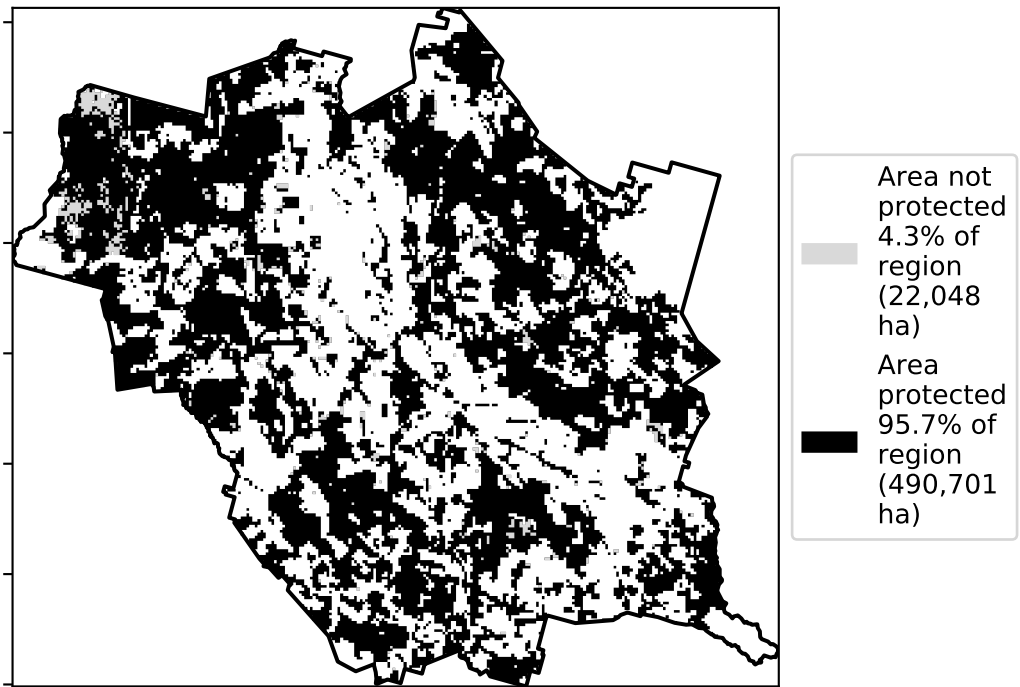 Area not
protected
4.3% of
region
(22,048
ha)
Area
protected
95.7% of
region
(490,701
ha)